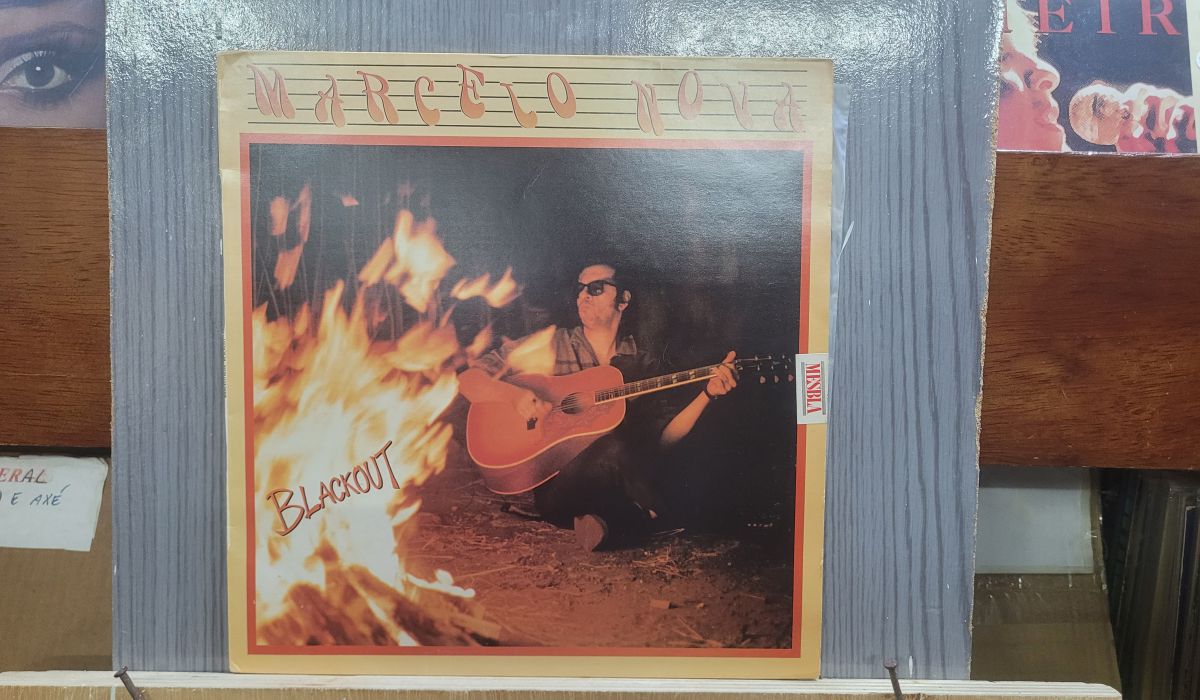 MARCELO NOVA
BLACKOUT
MESBLA
ERAL
E AXÉ
EIR